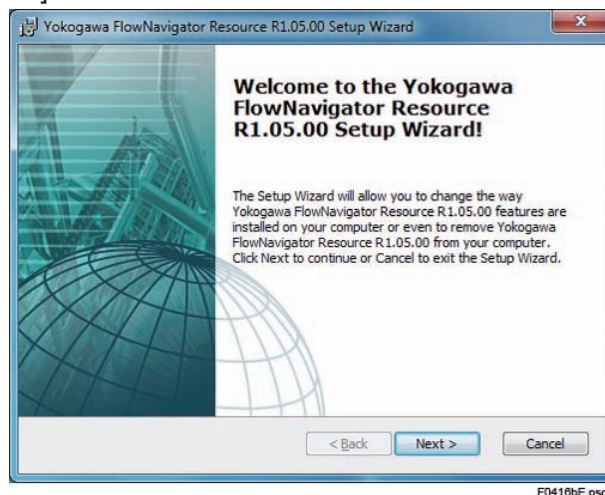 Yokogawa FlowNavigator Resource R1.05.00 Setup Wizard
Welcome to the Yokogawa
FlowNavigator Resource
R1.05.00 Setup Wizard!
The Setup Wizard will allow you to change the way
Yokogawa FlowNavigator Resource R1.05.00 features are
installed on your computer or even to remove Yokogawa
FlowNavigator Resource R1.05.00 from your computer.
Click Next to continue or Cancel to exit the Setup Wizard.
< Back Next > Cancel
F0416bE.psd